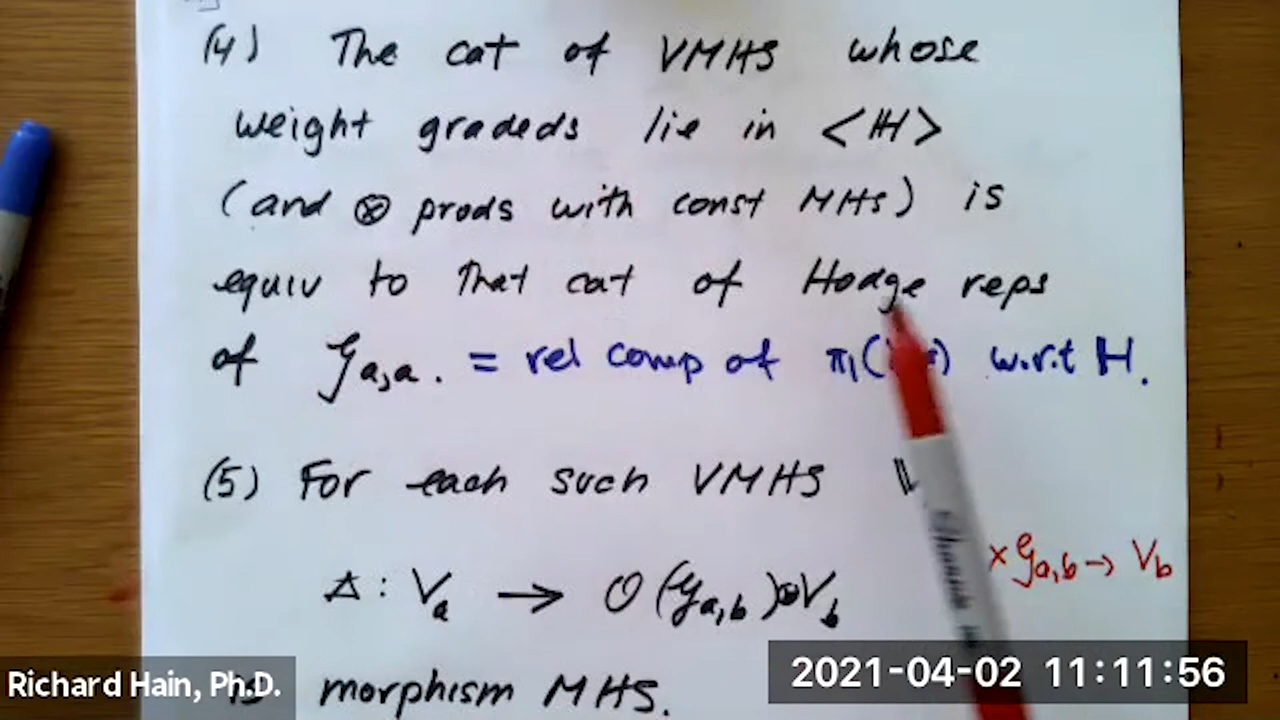 (4) The cat of VMHS whose
weight gradeds lie in <ℍ>
(and ⊗ prods with const MHS) is
equiv to that cat of Hodge reps
of 𝒢a,a. = rel comp of π₁( ) w.r.t ℍ.
(5) For each such VMHS
× 𝒢a,b → Vb
Δ : Va → O(𝒢a,b)⊗Vb
morphism MHS.
Richard Hain, Ph.D.
2021-04-02 11:11:56